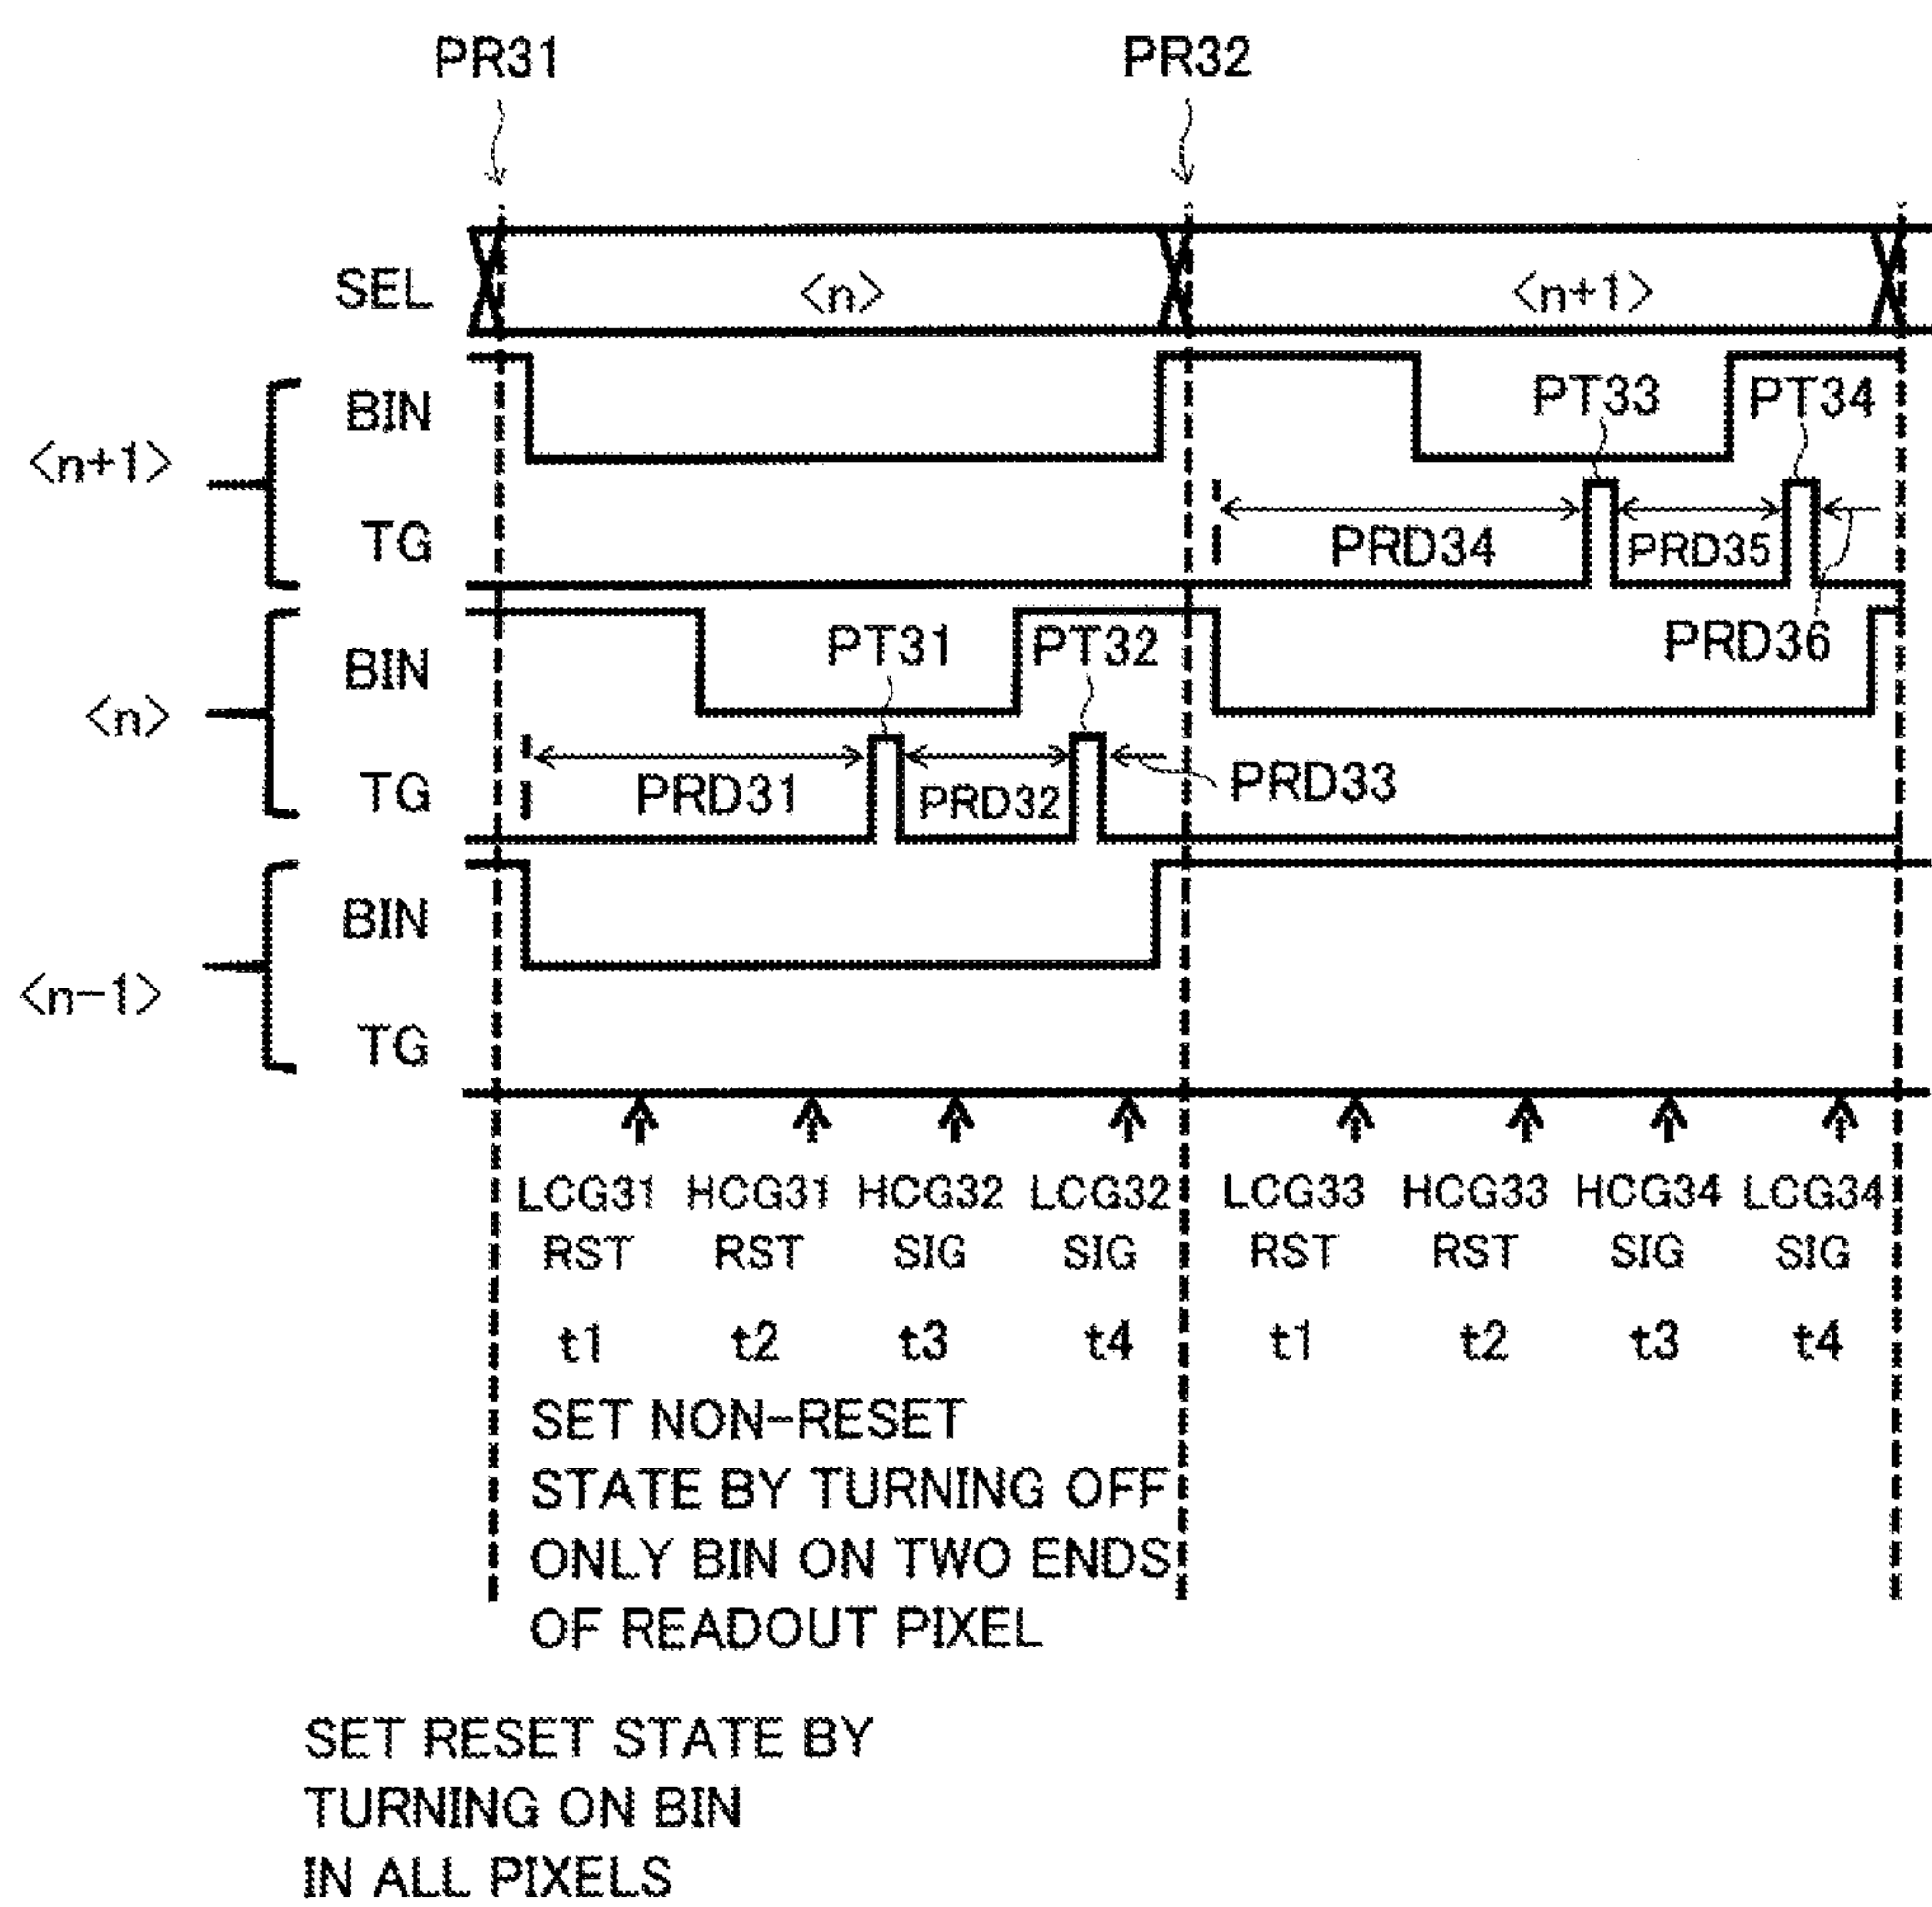 PR31 PR32
SEL <n> <n+1>
<n+1> BIN PT33 PT34
TG PRD34 PRD35 PRD36
<n> BIN PT31 PT32
TG PRD31 PRD32 PRD33
<n-1> BIN
TG
LCG31 HCG31 HCG32 LCG32 LCG33 HCG33 HCG34 LCG34
RST RST SIG SIG RST RST SIG SIG
t1 t2 t3 t4 t1 t2 t3 t4
SET NON-RESET
STATE BY TURNING OFF
ONLY BIN ON TWO ENDS
OF READOUT PIXEL
SET RESET STATE BY
TURNING ON BIN
IN ALL PIXELS